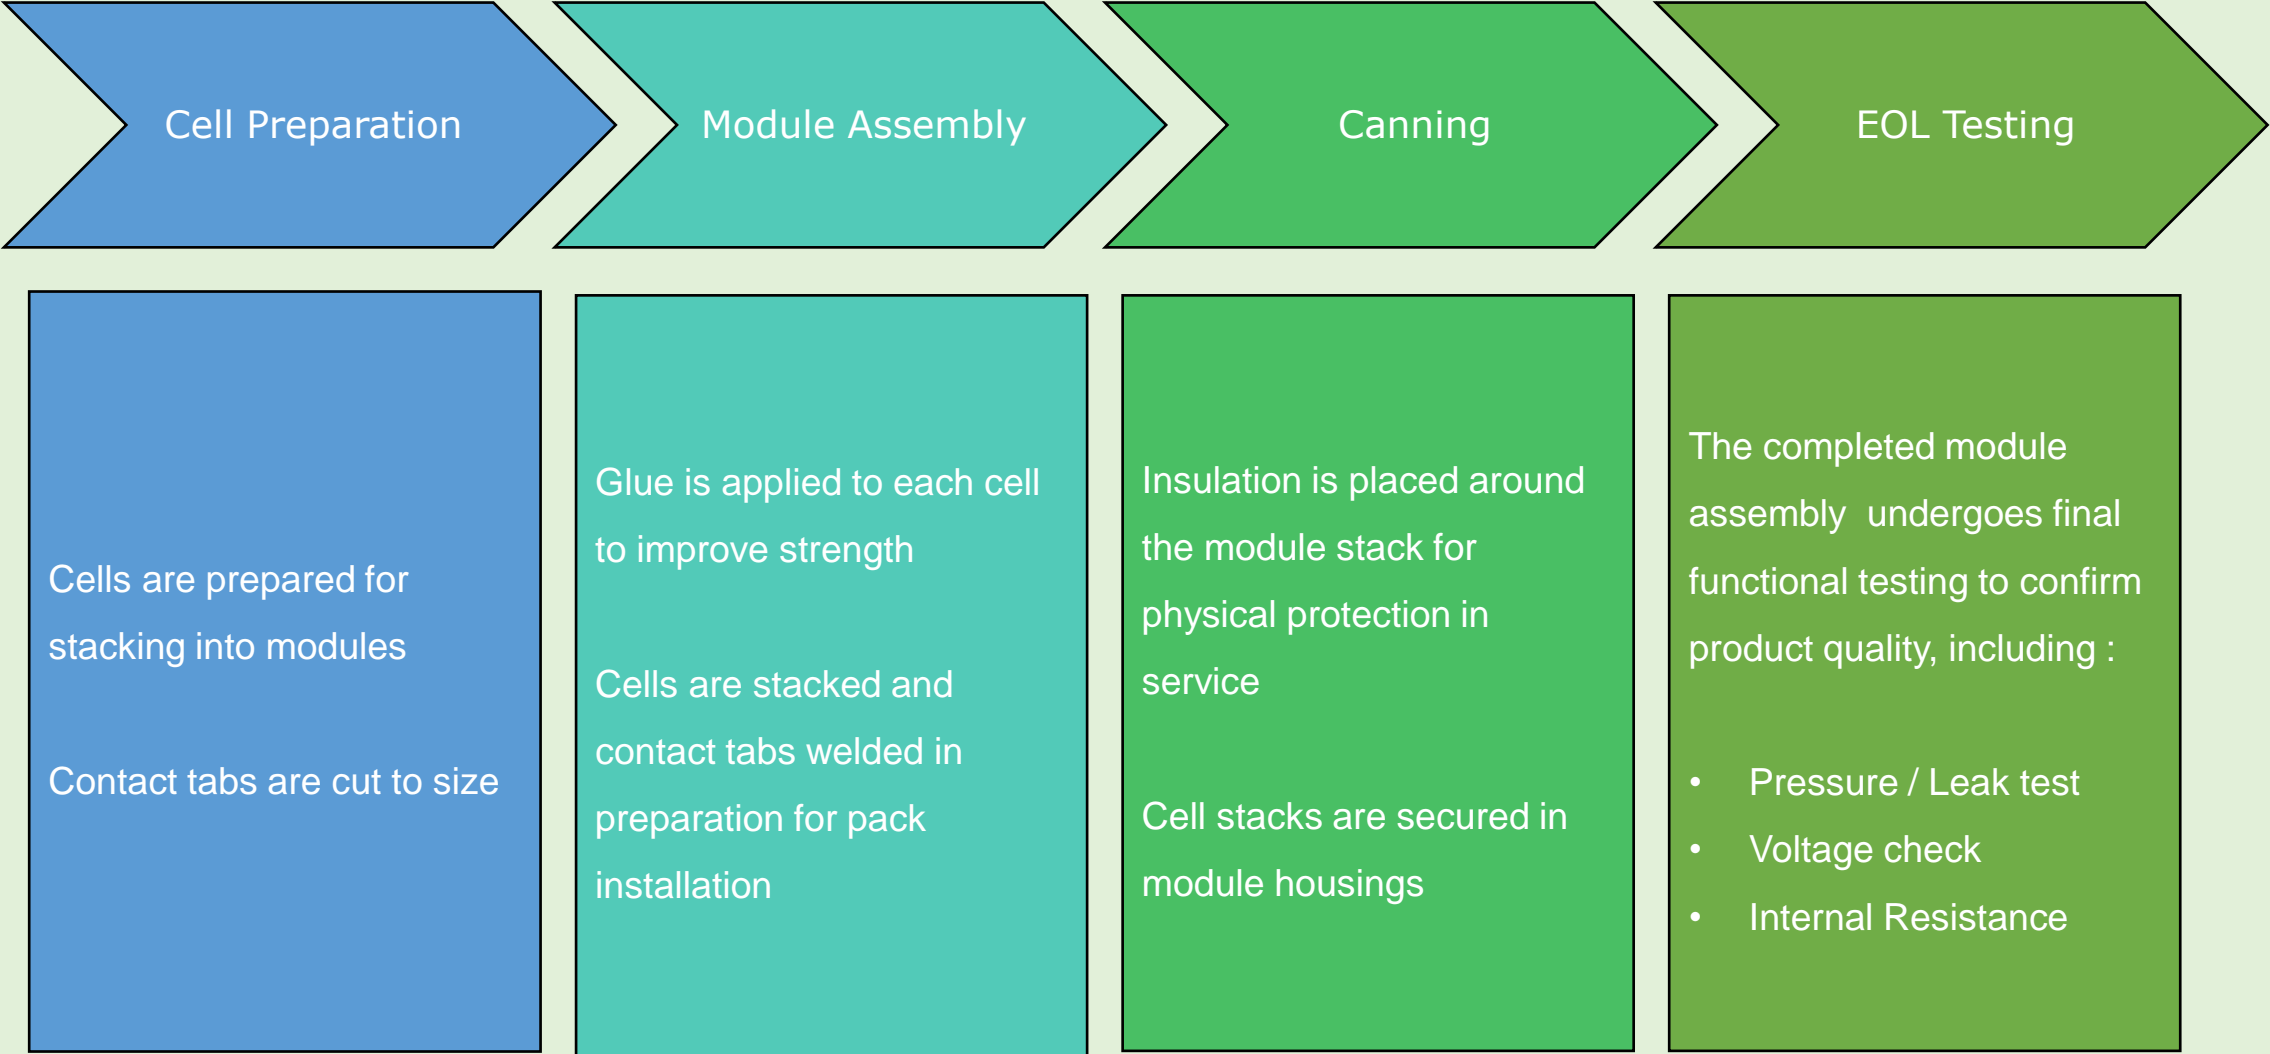 Cell Preparation
Module Assembly
Canning
EOL Testing
Cells are prepared for
stacking into modules
Contact tabs are cut to size
Glue is applied to each cell
to improve strength
Cells are stacked and
contact tabs welded in
preparation for pack
installation
Insulation is placed around
the module stack for
physical protection in
service
Cell stacks are secured in
module housings
The completed module
assembly  undergoes final
functional testing to confirm
product quality, including :
• Pressure / Leak test
• Voltage check
• Internal Resistance